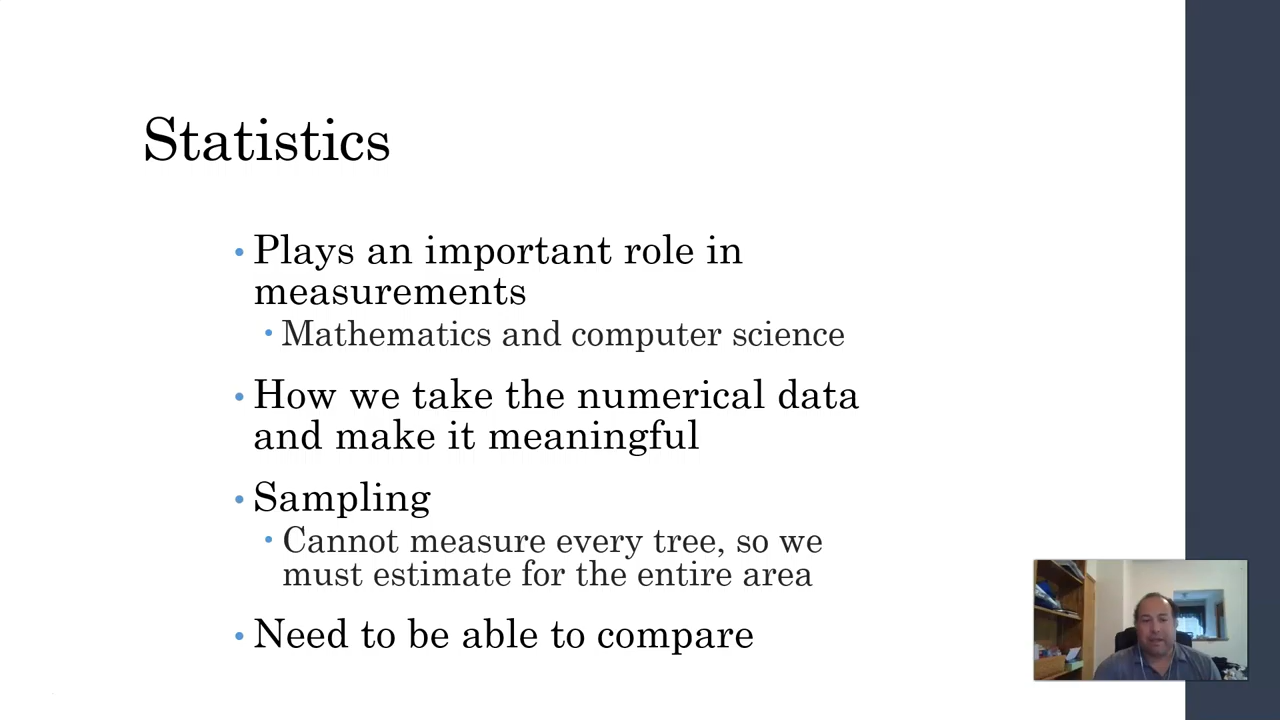 Statistics
• Plays an important role in
measurements
• Mathematics and computer science
• How we take the numerical data
and make it meaningful
• Sampling
• Cannot measure every tree, so we
must estimate for the entire area
• Need to be able to compare